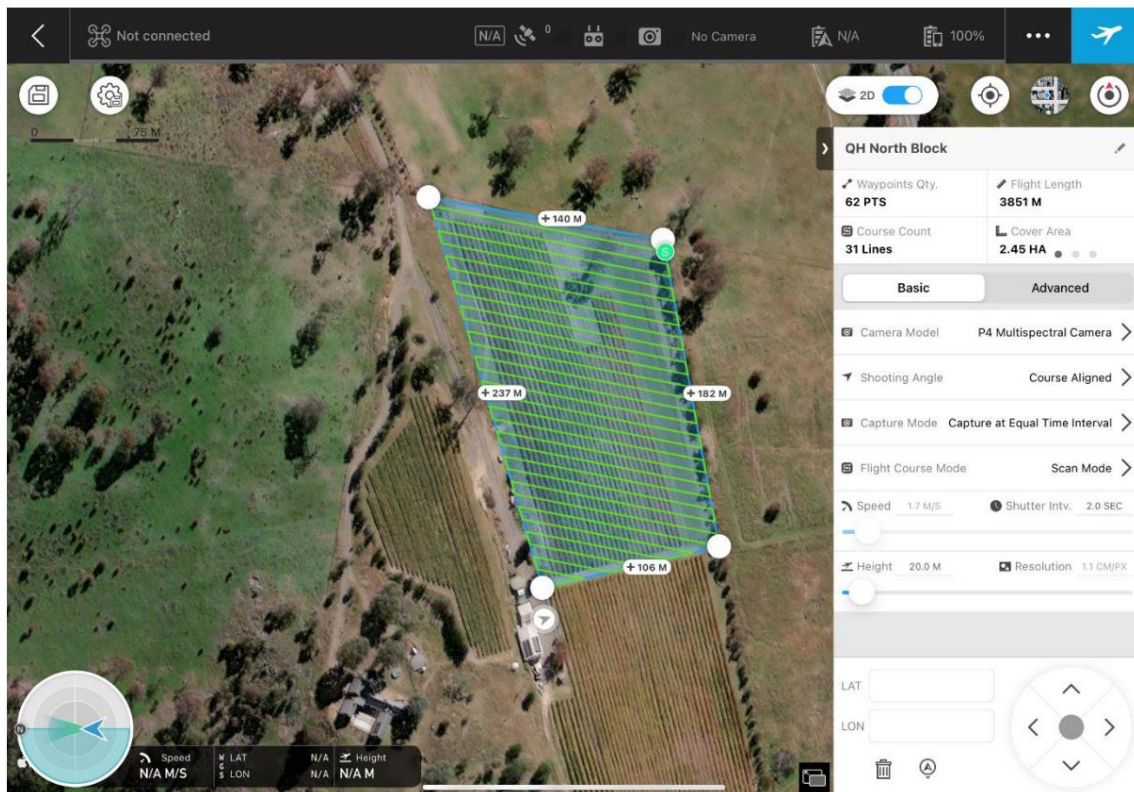 Not connected
N/A
0
No Camera
N/A
100%
2D
0 75 M
QH North Block
Waypoints Qty.
62 PTS
Flight Length
3851 M
Course Count
31 Lines
Cover Area
2.45 HA
Basic
Advanced
Camera Model P4 Multispectral Camera
Shooting Angle Course Aligned
Capture Mode Capture at Equal Time Interval
Flight Course Mode Scan Mode
Speed 1.7 M/S Shutter Intv. 2.0 SEC
Height 20.0 M Resolution 1.1 CM/PX
LAT
LON
+ 140 M
S
+ 237 M
+ 182 M
+ 106 M
N
Speed
N/A M/S
WGS
LAT N/A
LON N/A
Height
N/A M